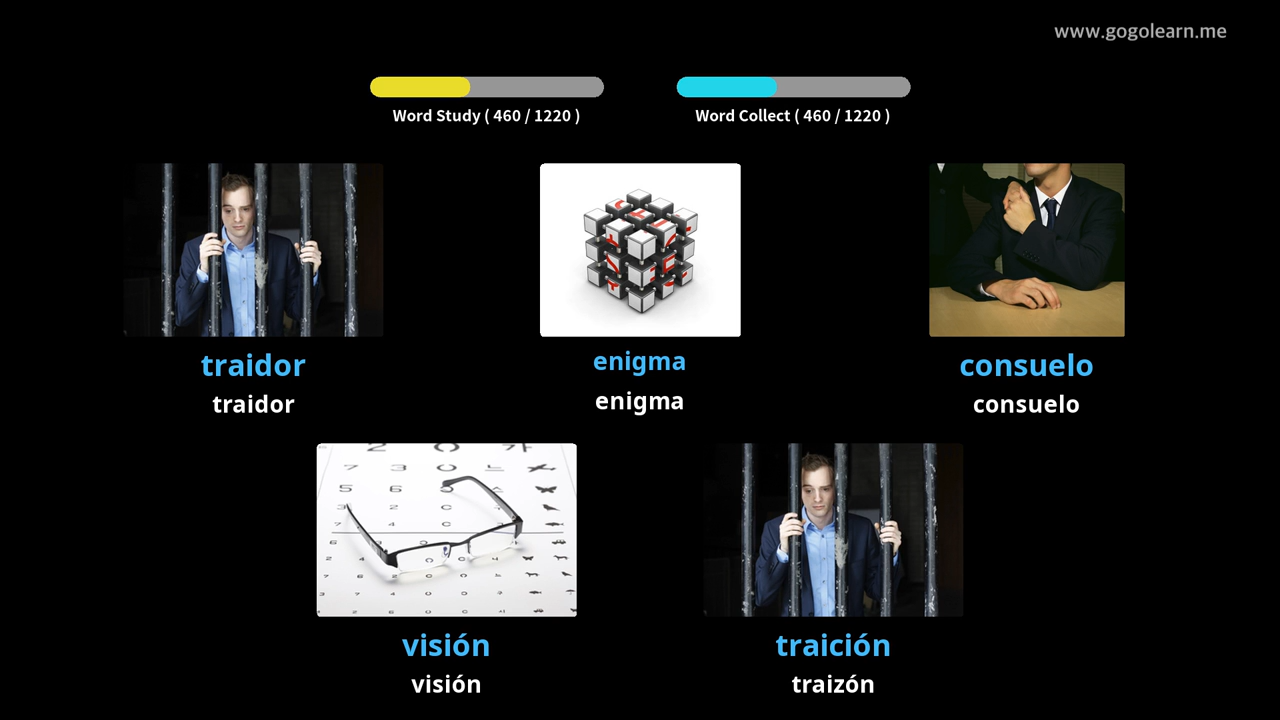 www.gogolearn.me
Word Study ( 460 / 1220 )
Word Collect ( 460 / 1220 )
traidor
traidor
enigma
enigma
consuelo
consuelo
visión
visión
traición
traizón